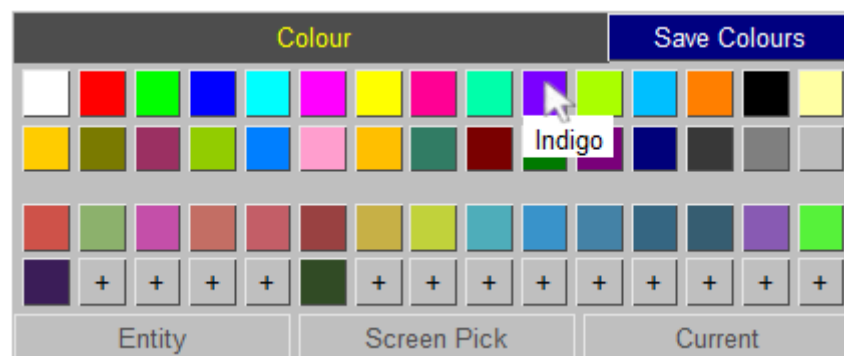 Colour Save Colours
Indigo
+ + + + + + + + + + + + +
Entity Screen Pick Current